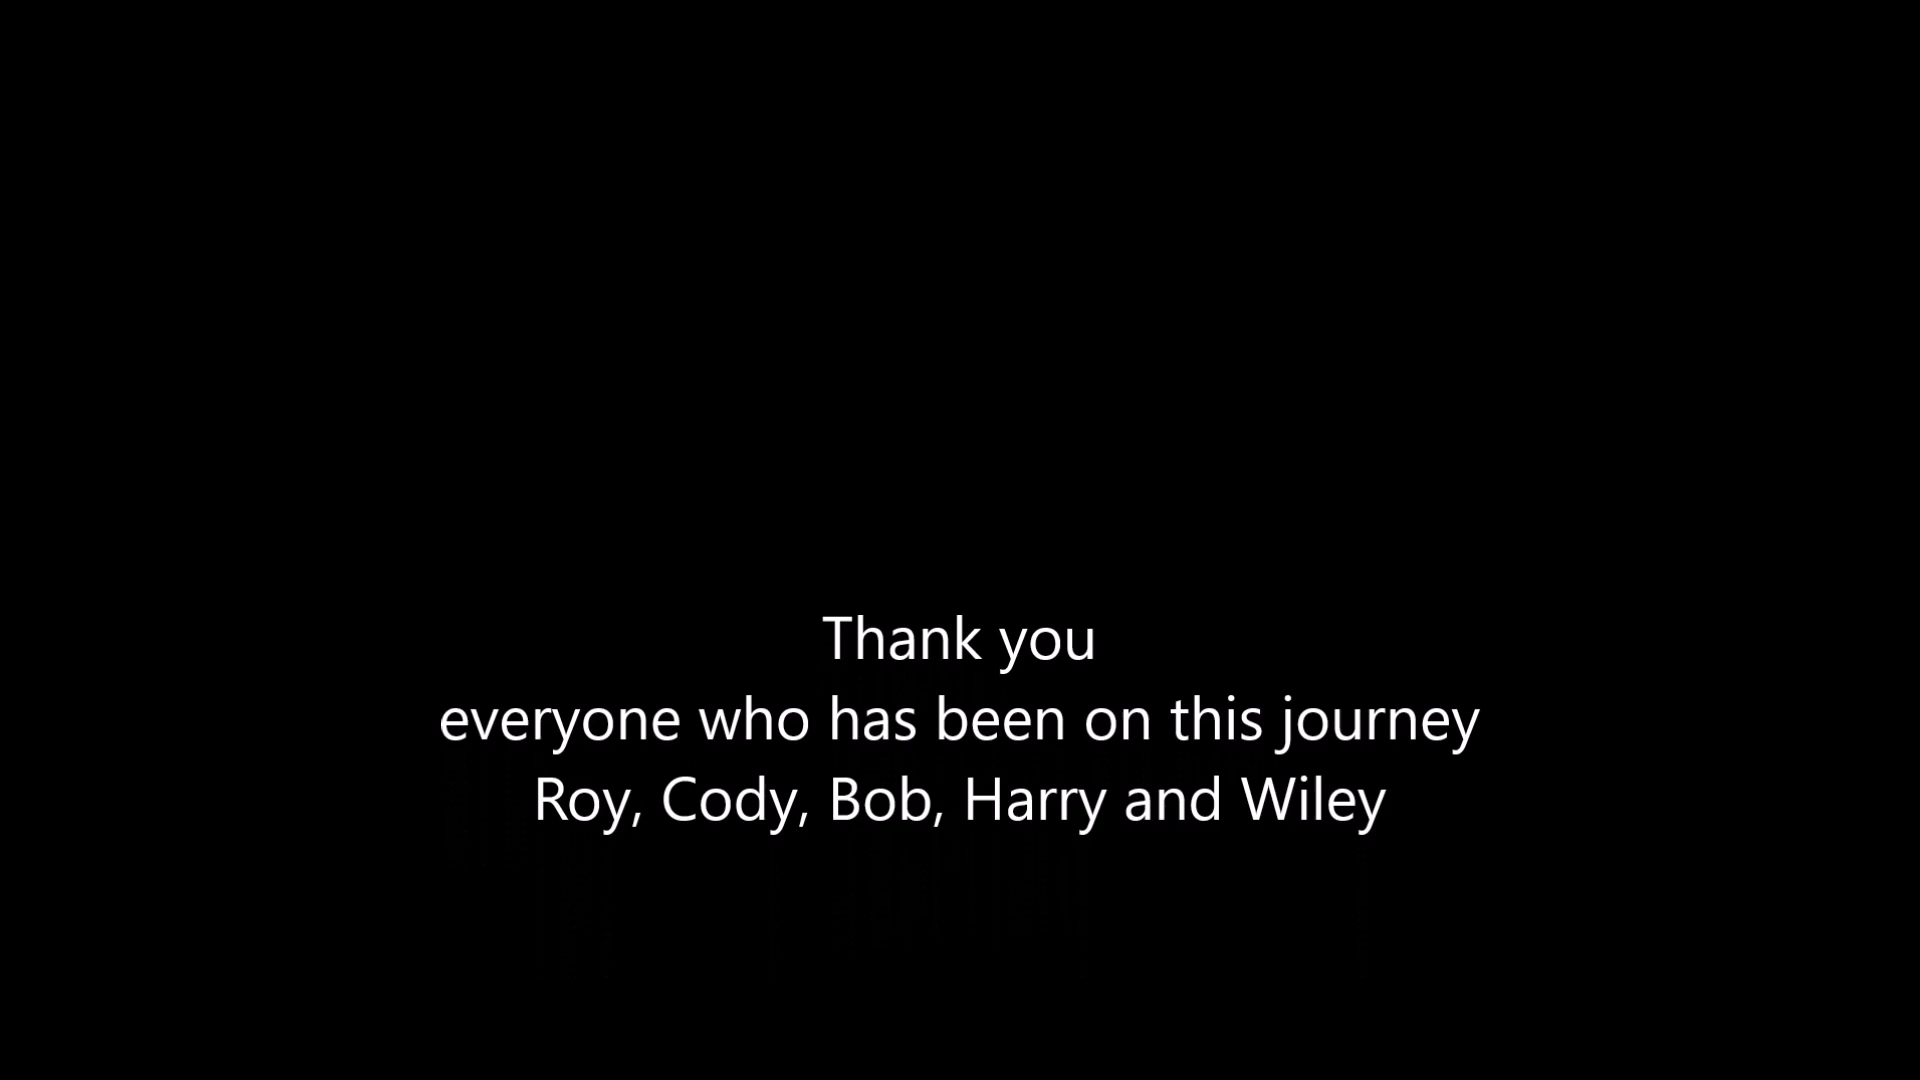 Thank you
everyone who has been on this journey
Roy, Cody, Bob, Harry and Wiley